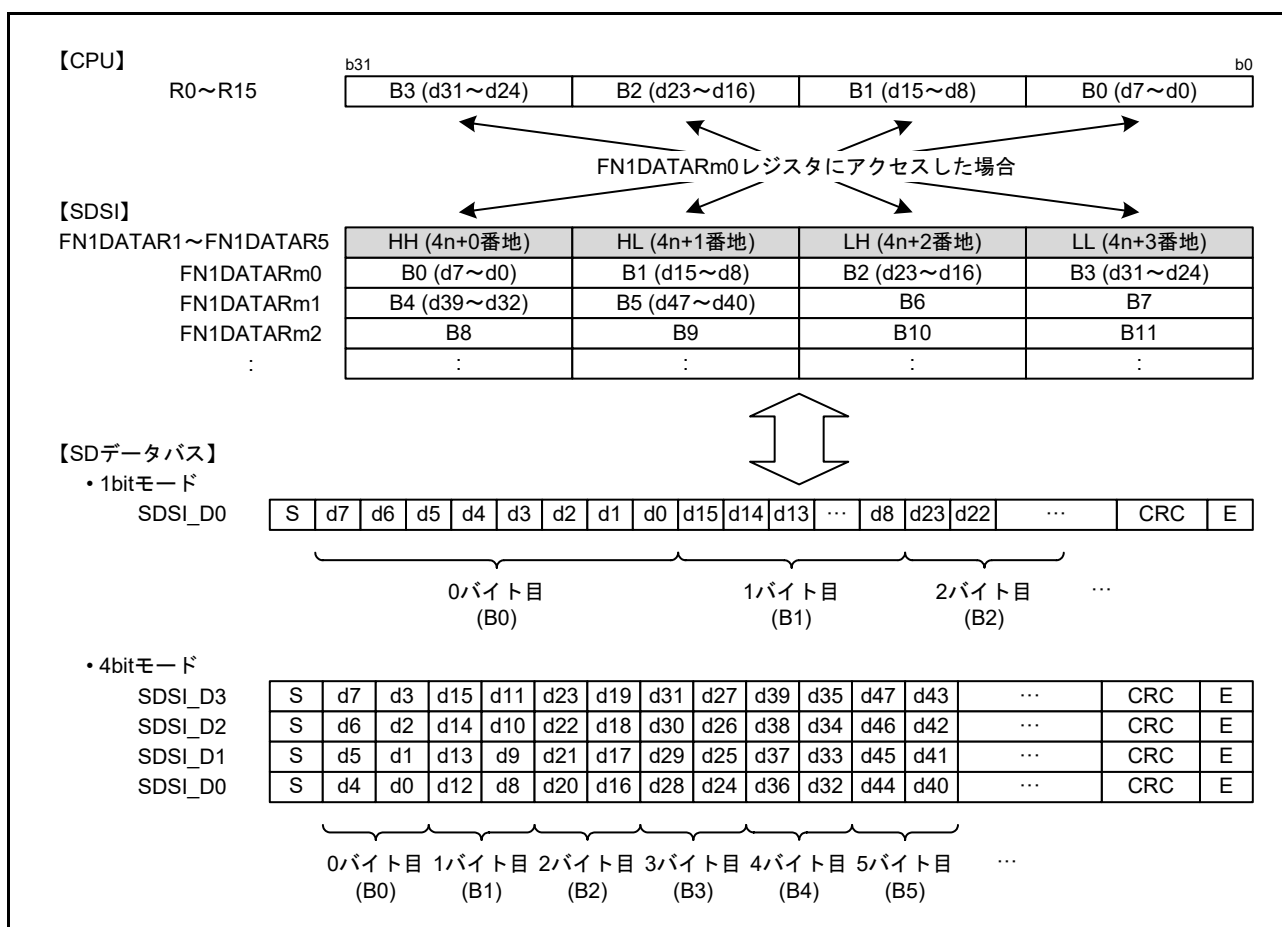 【CPU】
b31 b0
R0～R15 B3 (d31～d24) B2 (d23～d16) B1 (d15～d8) B0 (d7～d0)
FN1DATARm0レジスタにアクセスした場合
【SDSI】
FN1DATAR1～FN1DATAR5 HH (4n+0番地) HL (4n+1番地) LH (4n+2番地) LL (4n+3番地)
FN1DATARm0 B0 (d7～d0) B1 (d15～d8) B2 (d23～d16) B3 (d31～d24)
FN1DATARm1 B4 (d39～d32) B5 (d47～d40) B6 B7
FN1DATARm2 B8 B9 B10 B11
: : : : :
【SDデータバス】
• 1bitモード
SDSI_D0 S d7 d6 d5 d4 d3 d2 d1 d0 d15 d14 d13 … d8 d23 d22 … CRC E
0バイト目 1バイト目 2バイト目 …
(B0) (B1) (B2)
• 4bitモード
SDSI_D3 S d7 d3 d15 d11 d23 d19 d31 d27 d39 d35 d47 d43 … CRC E
SDSI_D2 S d6 d2 d14 d10 d22 d18 d30 d26 d38 d34 d46 d42 … CRC E
SDSI_D1 S d5 d1 d13 d9 d21 d17 d29 d25 d37 d33 d45 d41 … CRC E
SDSI_D0 S d4 d0 d12 d8 d20 d16 d28 d24 d36 d32 d44 d40 … CRC E
0バイト目 1バイト目 2バイト目 3バイト目 4バイト目 5バイト目 …
(B0) (B1) (B2) (B3) (B4) (B5)